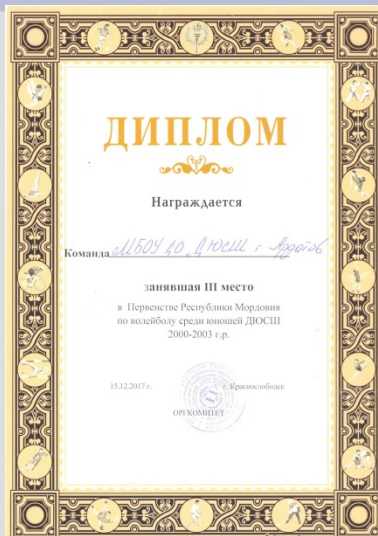 ДИПЛОМ
Награждается
Команда МБОУ ДО ДЮСШ г Ардатов
занявшая III место
в Первенстве Республики Мордовия
по волейболу среди юношей ДЮСШ
2000-2003 г.р.
15.12.2017 г. г. Краснослободск
ОРГКОМИТЕТ